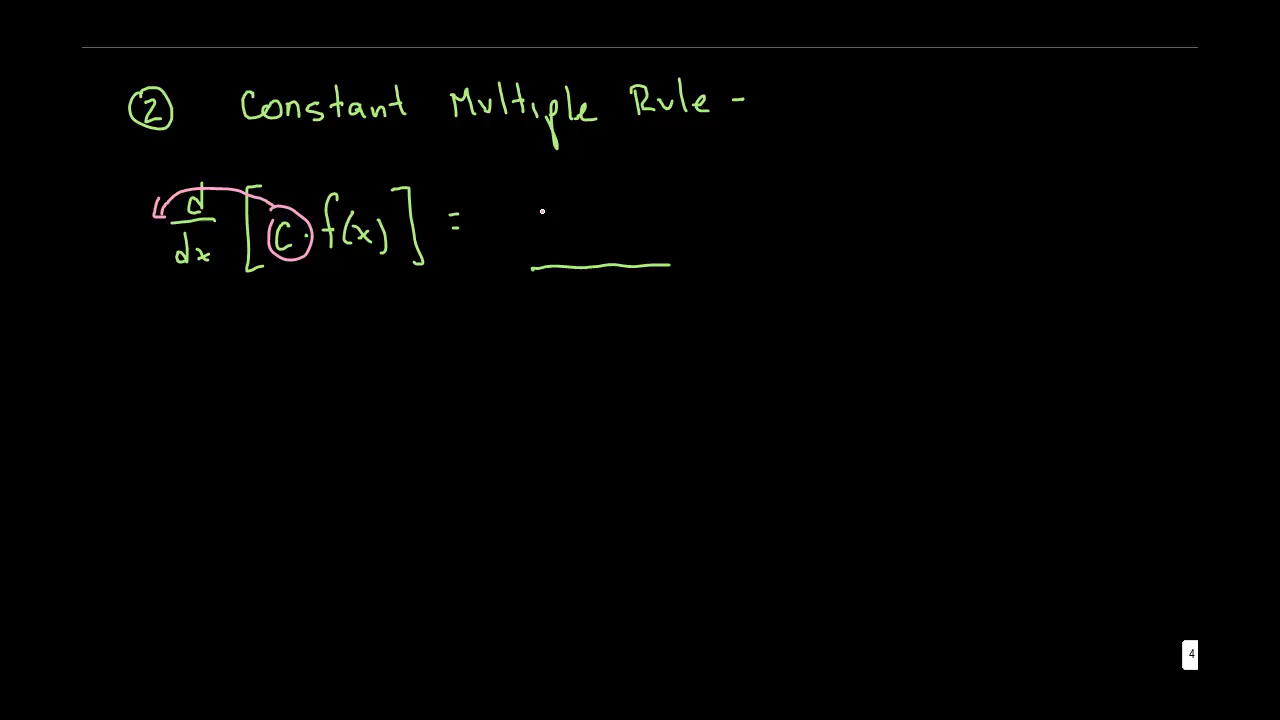 ② Constant Multiple Rule -
d/dx [c · f(x)] = ______
4